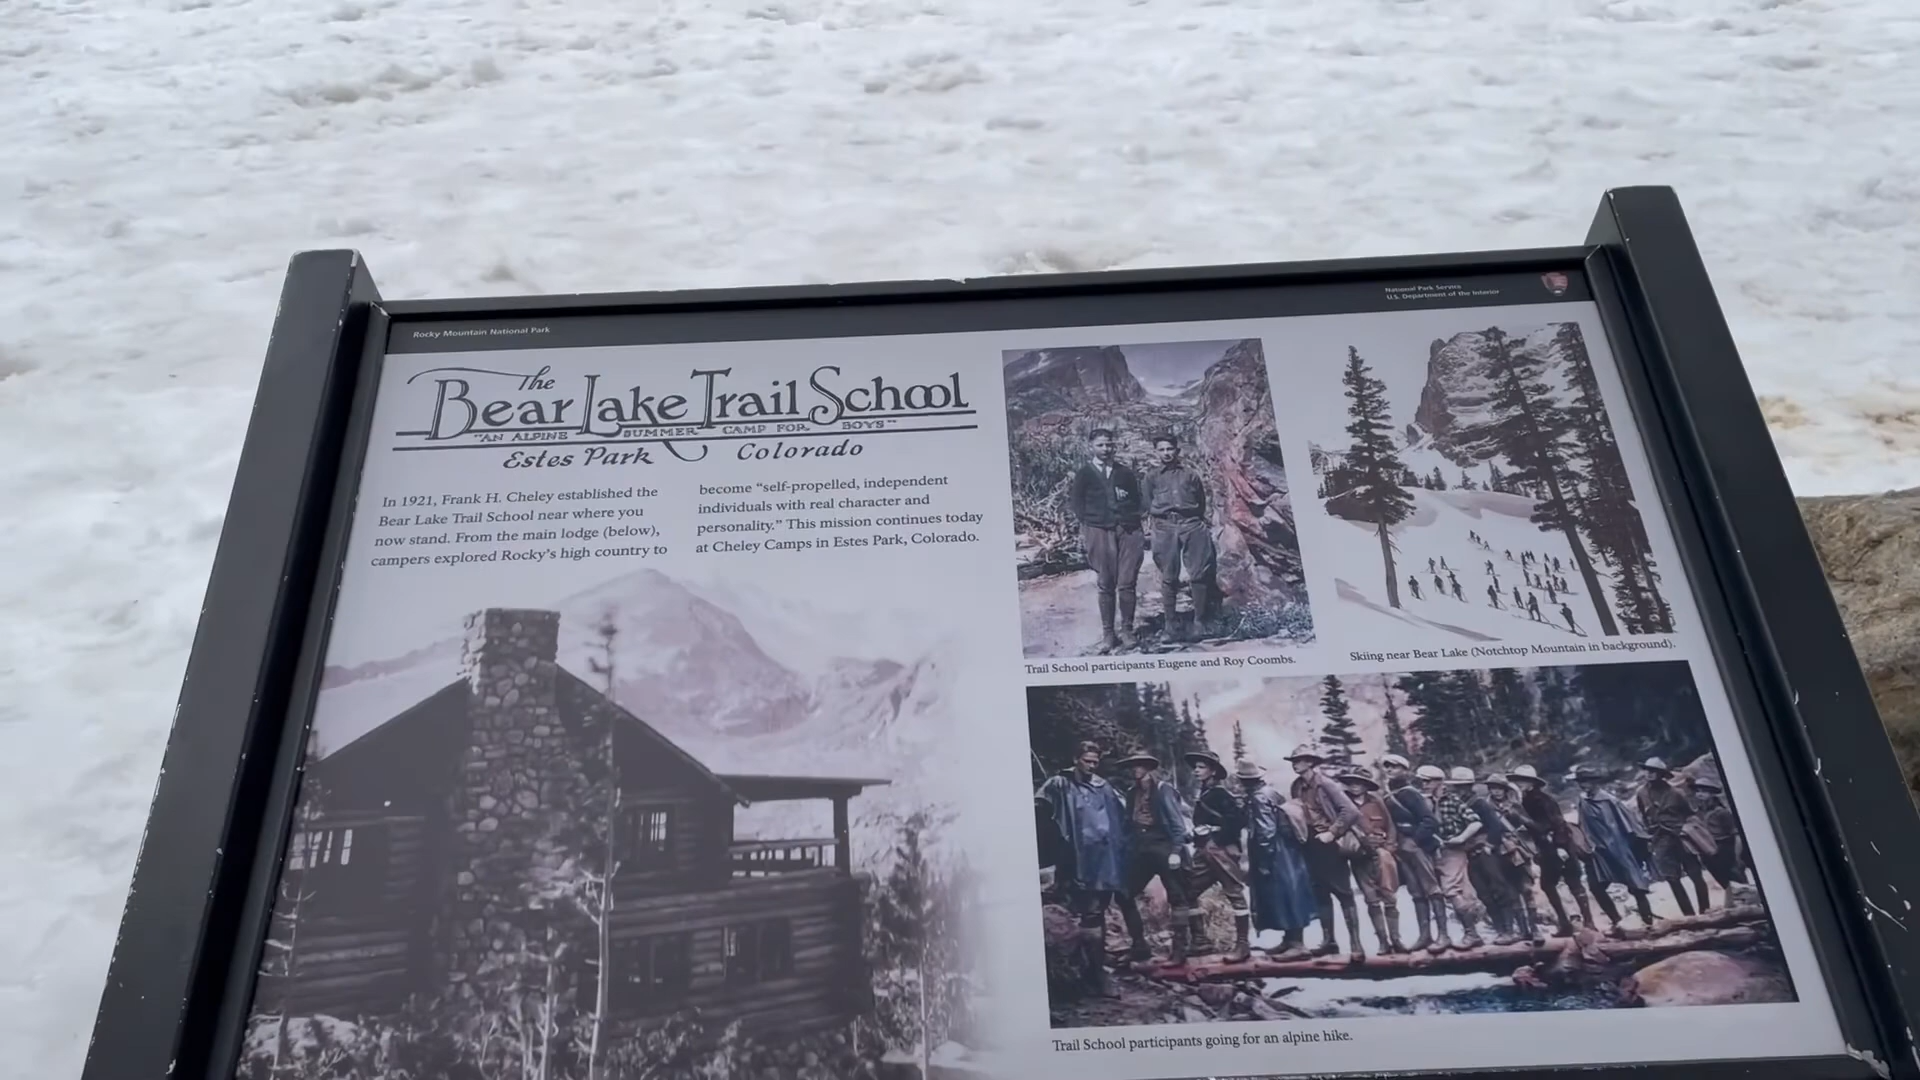 Rocky Mountain National Park
National Park Service
U.S. Department of the Interior
The
Bear Lake Trail School
"AN ALPINE SUMMER CAMP FOR BOYS"
Estes Park Colorado
In 1921, Frank H. Cheley established the
Bear Lake Trail School near where you
now stand. From the main lodge (below),
campers explored Rocky's high country to
become “self-propelled, independent
individuals with real character and
personality.” This mission continues today
at Cheley Camps in Estes Park, Colorado.
Trail School participants Eugene and Roy Coombs.
Skiing near Bear Lake (Notchtop Mountain in background).
Trail School participants going for an alpine hike.